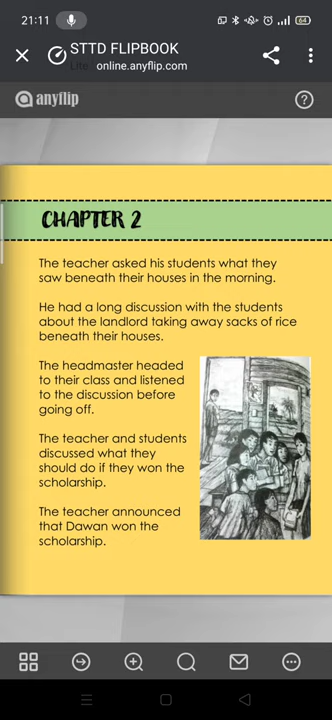 21:11
64
STTD FLIPBOOK
Lite online.anyflip.com
anyflip
?
CHAPTER 2
The teacher asked his students what they
saw beneath their houses in the morning.
He had a long discussion with the students
about the landlord taking away sacks of rice
beneath their houses.
The headmaster headed
to their class and listened
to the discussion before
going off.
The teacher and students
discussed what they
should do if they won the
scholarship.
The teacher announced
that Dawan won the
scholarship.